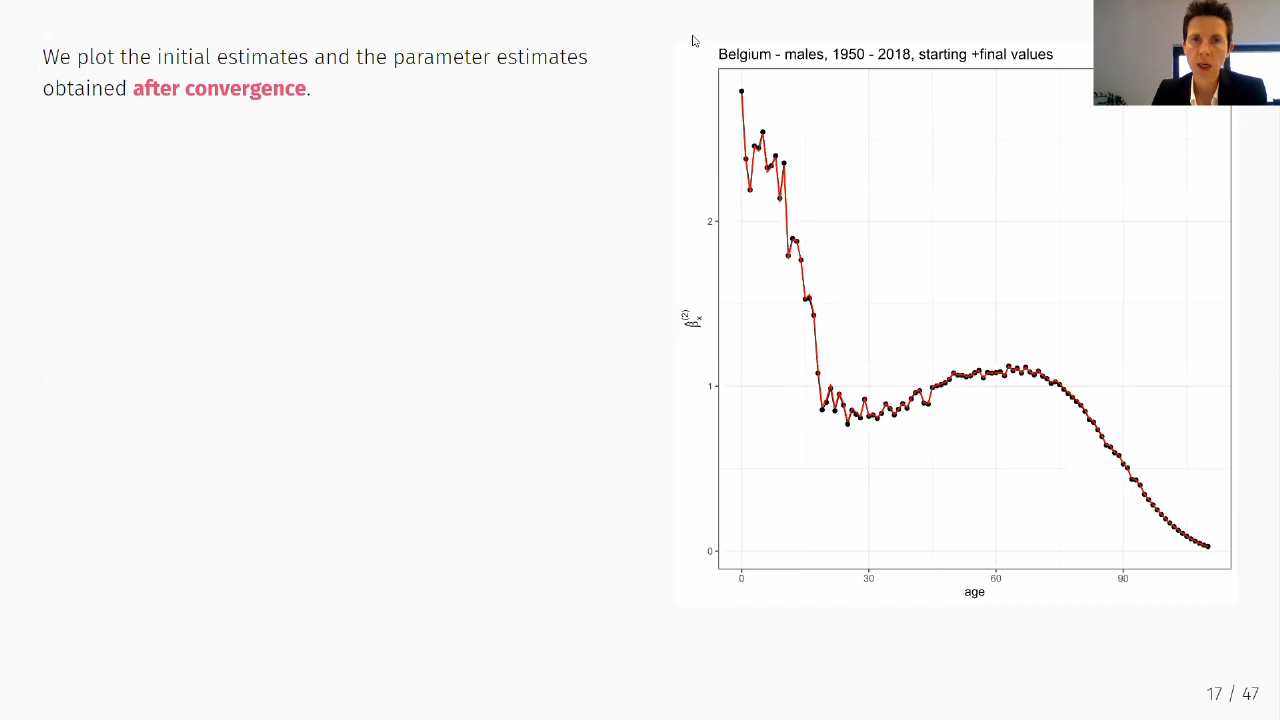 We plot the initial estimates and the parameter estimates
obtained after convergence.
Belgium - males, 1950 - 2018, starting +final values
2
1
0
β̂x(2)
0 30 60 90
age
17 / 47